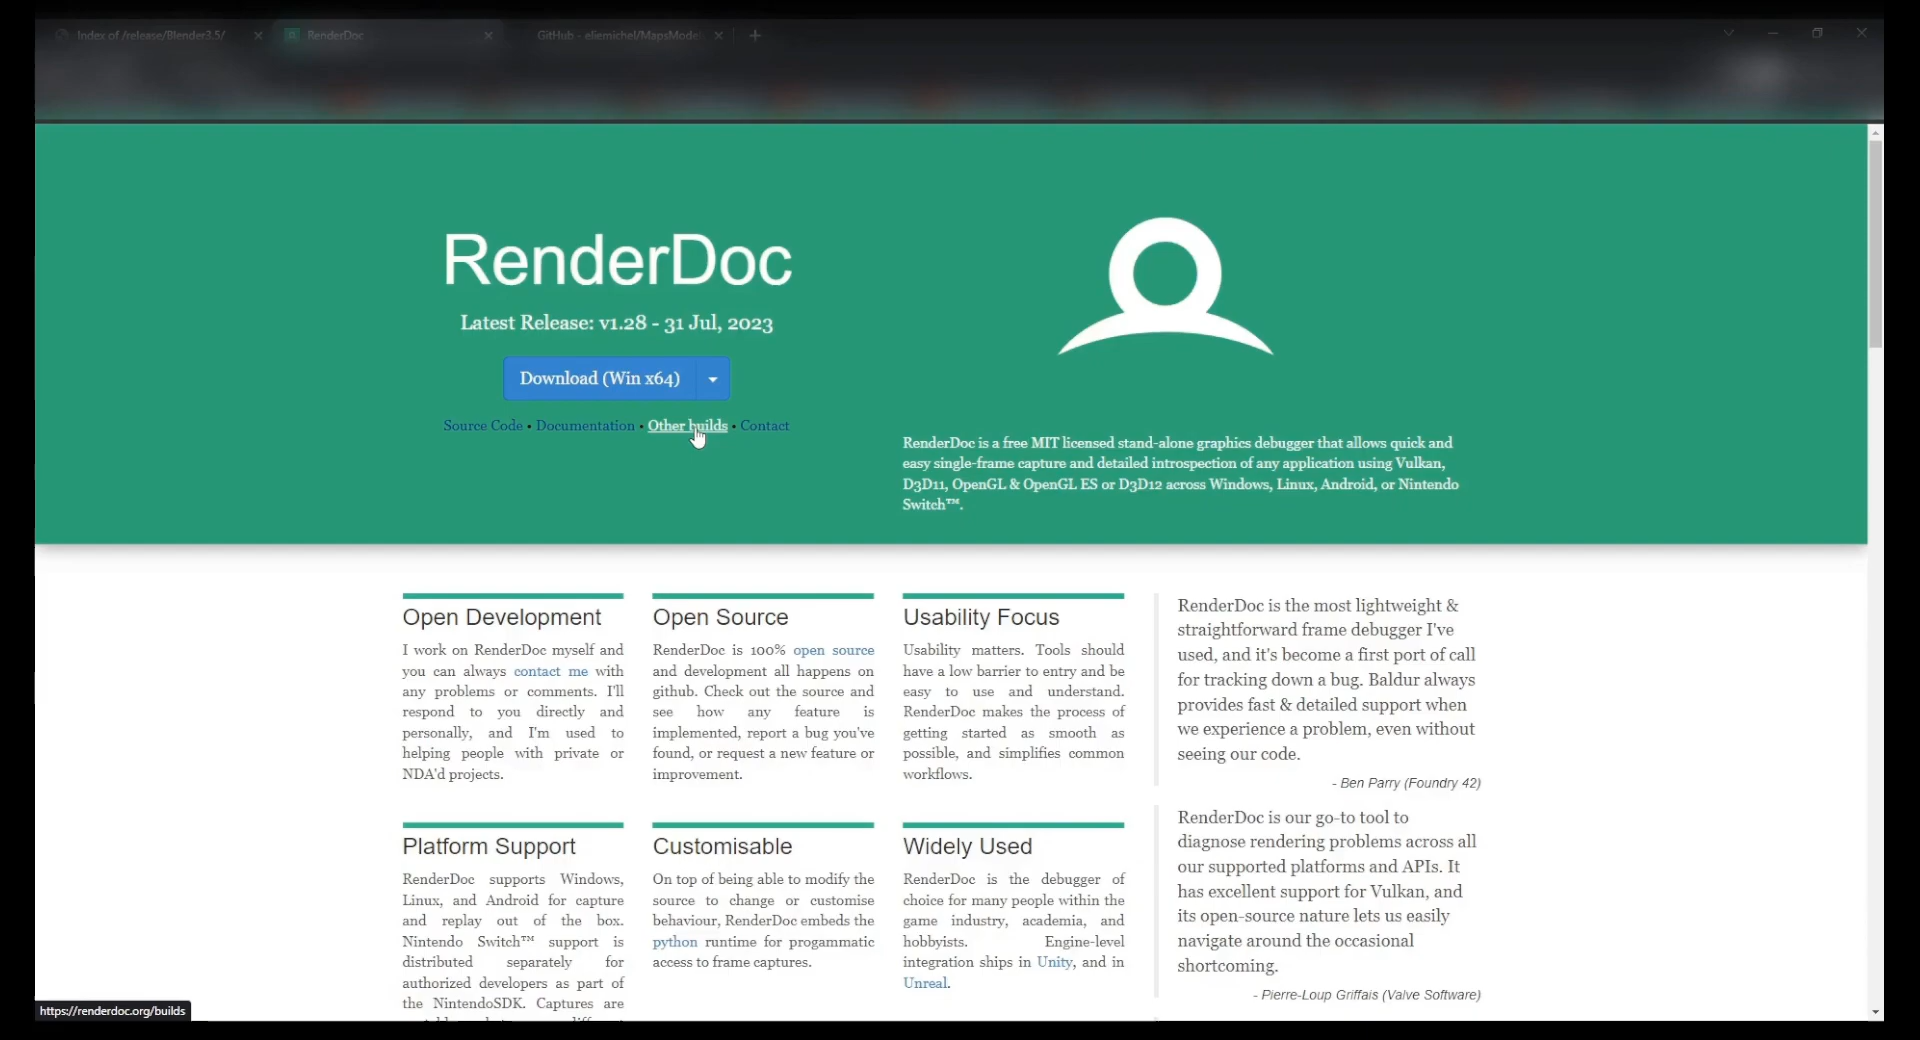 Index of /release/Blender3.5/
RenderDoc
GitHub - eliemichel/MapsMode
RenderDoc
Latest Release: v1.28 - 31 Jul, 2023
Download (Win x64)
Source Code • Documentation • Other builds • Contact
RenderDoc is a free MIT licensed stand-alone graphics debugger that allows quick and
easy single-frame capture and detailed introspection of any application using Vulkan,
D3D11, OpenGL & OpenGL ES or D3D12 across Windows, Linux, Android, or Nintendo
Switch™.
Open Development
I work on RenderDoc myself and
you can always contact me with
any problems or comments. I'll
respond to you directly and
personally, and I'm used to
helping people with private or
NDA'd projects.
Open Source
RenderDoc is 100% open source
and development all happens on
github. Check out the source and
see how any feature is
implemented, report a bug you've
found, or request a new feature or
improvement.
Usability Focus
Usability matters. Tools should
have a low barrier to entry and be
easy to use and understand.
RenderDoc makes the process of
getting started as smooth as
possible, and simplifies common
workflows.
RenderDoc is the most lightweight &
straightforward frame debugger I've
used, and it's become a first port of call
for tracking down a bug. Baldur always
provides fast & detailed support when
we experience a problem, even without
seeing our code.
- Ben Parry (Foundry 42)
Platform Support
RenderDoc supports Windows,
Linux, and Android for capture
and replay out of the box.
Nintendo Switch™ support is
distributed separately for
authorized developers as part of
the NintendoSDK. Captures are
Customisable
On top of being able to modify the
source to change or customise
behaviour, RenderDoc embeds the
python runtime for progammatic
access to frame captures.
Widely Used
RenderDoc is the debugger of
choice for many people within the
game industry, academia, and
hobbyists. Engine-level
integration ships in Unity, and in
Unreal.
RenderDoc is our go-to tool to
diagnose rendering problems across all
our supported platforms and APIs. It
has excellent support for Vulkan, and
its open-source nature lets us easily
navigate around the occasional
shortcoming.
- Pierre-Loup Griffais (Valve Software)
https://renderdoc.org/builds